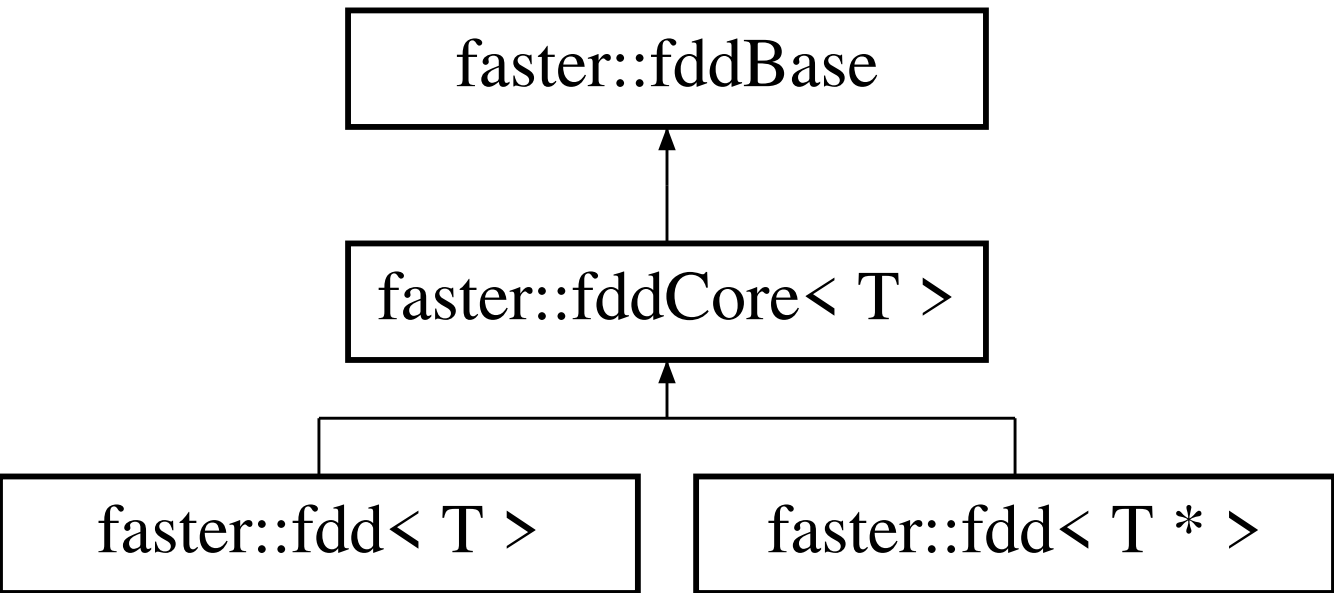 faster::fddBase
faster::fddCore< T >
faster::fdd< T >
faster::fdd< T * >